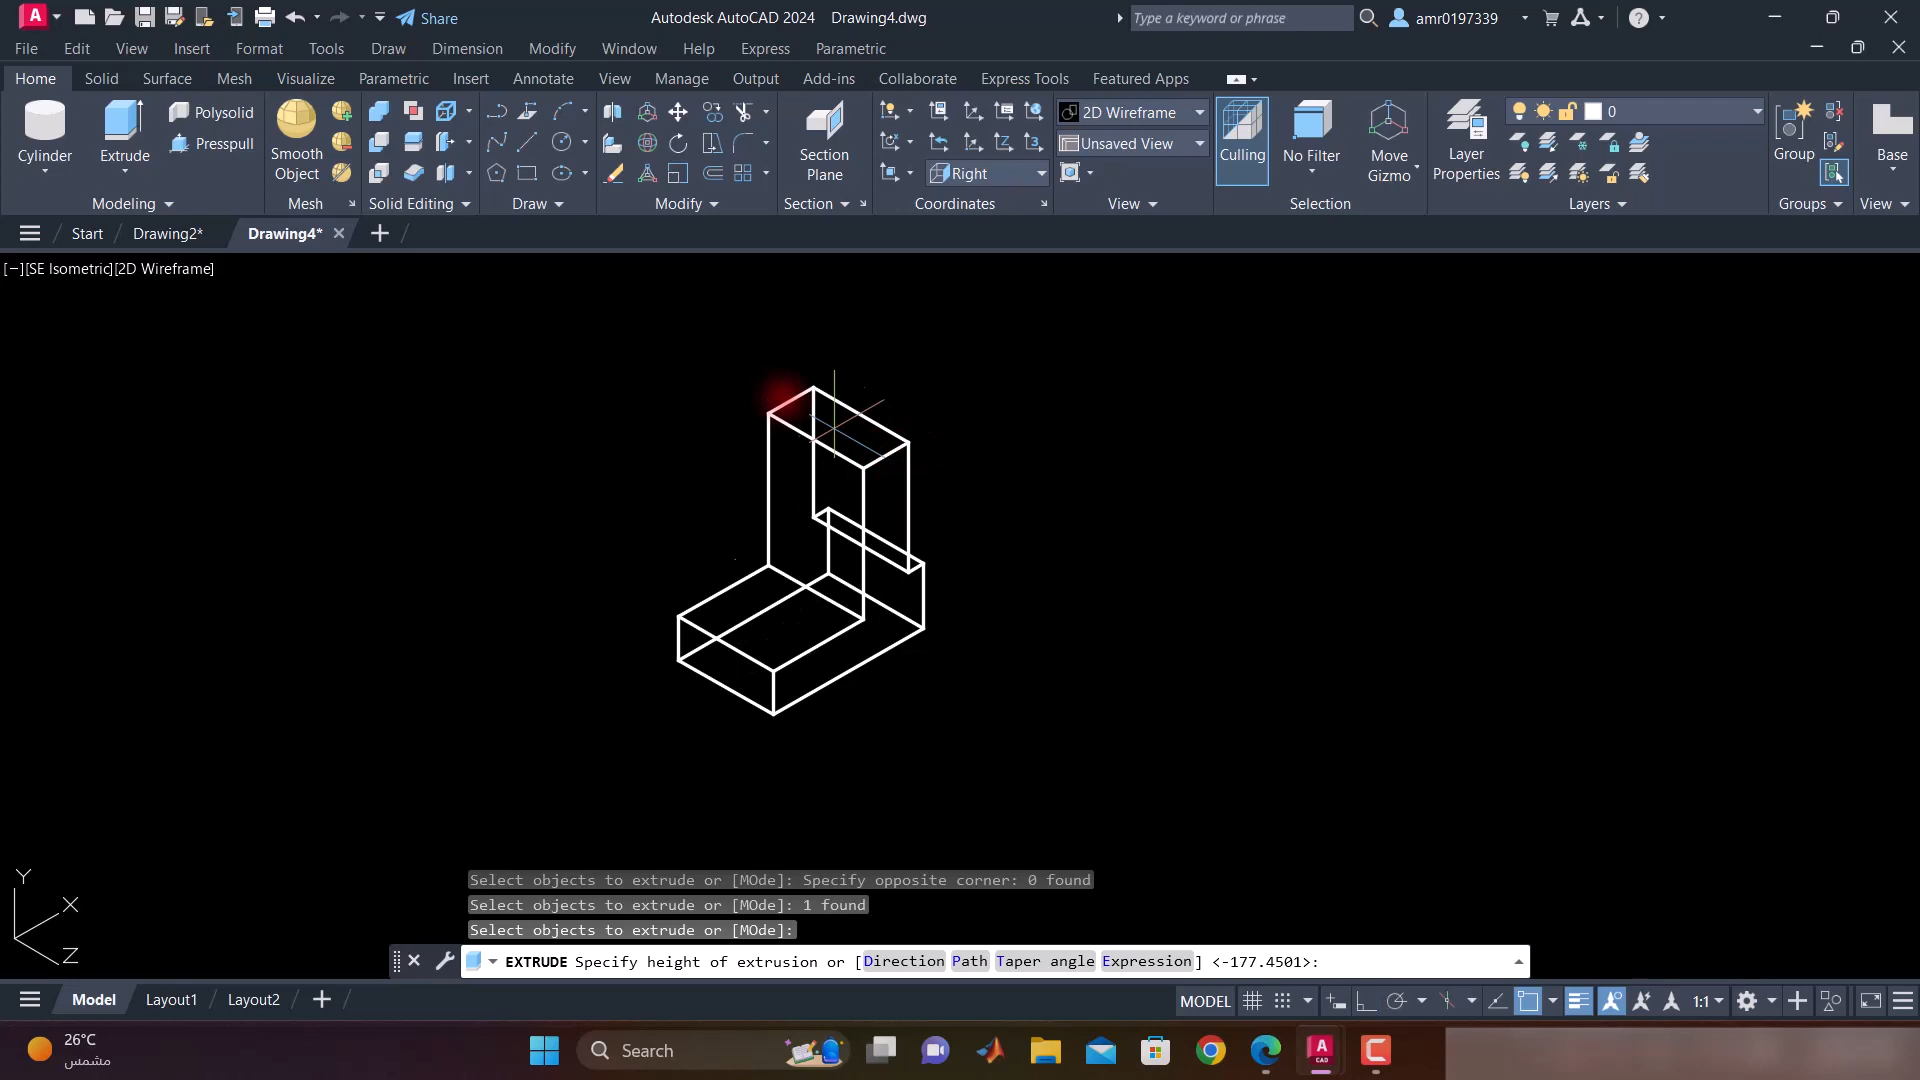 A Share Autodesk AutoCAD 2024 Drawing4.dwg Type a keyword or phrase amr0197339
File Edit View Insert Format Tools Draw Dimension Modify Window Help Express Parametric
Home Solid Surface Mesh Visualize Parametric Insert Annotate View Manage Output Add-ins Collaborate Express Tools Featured Apps
Cylinder Extrude Polysolid Presspull Smooth Object Section Plane Right 2D Wireframe Unsaved View Culling No Filter Move Gizmo Layer Properties 0 Group Base
Modeling Mesh Solid Editing Draw Modify Section Coordinates View Selection Layers Groups View
Start Drawing2* Drawing4*
[−][SE Isometric][2D Wireframe]
Y
X
Z
Select objects to extrude or [MOde]: Specify opposite corner: 0 found
Select objects to extrude or [MOde]: 1 found
Select objects to extrude or [MOde]:
EXTRUDE Specify height of extrusion or [Direction Path Taper angle Expression] <-177.4501>:
Model Layout1 Layout2 MODEL 1:1
26°C
مشمس
Search
A CAD
C